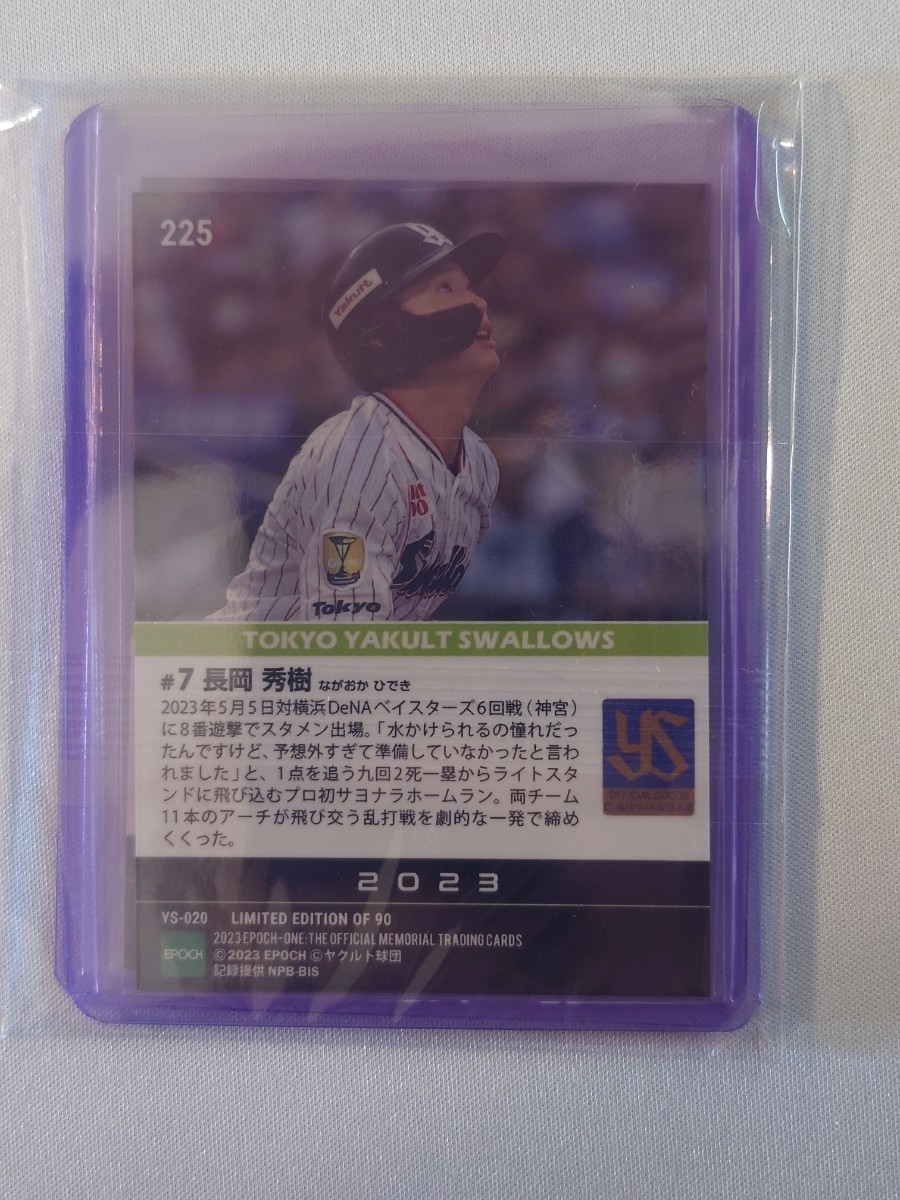 225
Yakult
Tokyo
TOKYO YAKULT SWALLOWS
#7 長岡 秀樹 ながおか ひでき
2023年5月5日対横浜DeNAベイスターズ6回戦（神宮）
に8番遊撃でスタメン出場。「水かけられるの憧れだっ
たんですけど、予想外すぎて準備していなかったと言わ
れました」と、1点を追う九回2死一塁からライトスタ
ンドに飛び込むプロ初サヨナラホームラン。両チーム
11本のアーチが飛び交う乱打戦を劇的な一発で締め
くくった。
YS
OFFICIAL GOODS
2023
YS-020 LIMITED EDITION OF 90
EPOCH
2023 EPOCH-ONE:THE OFFICIAL MEMORIAL TRADING CARDS
©2023 EPOCH ©ヤクルト球団
記録提供 NPB-BIS